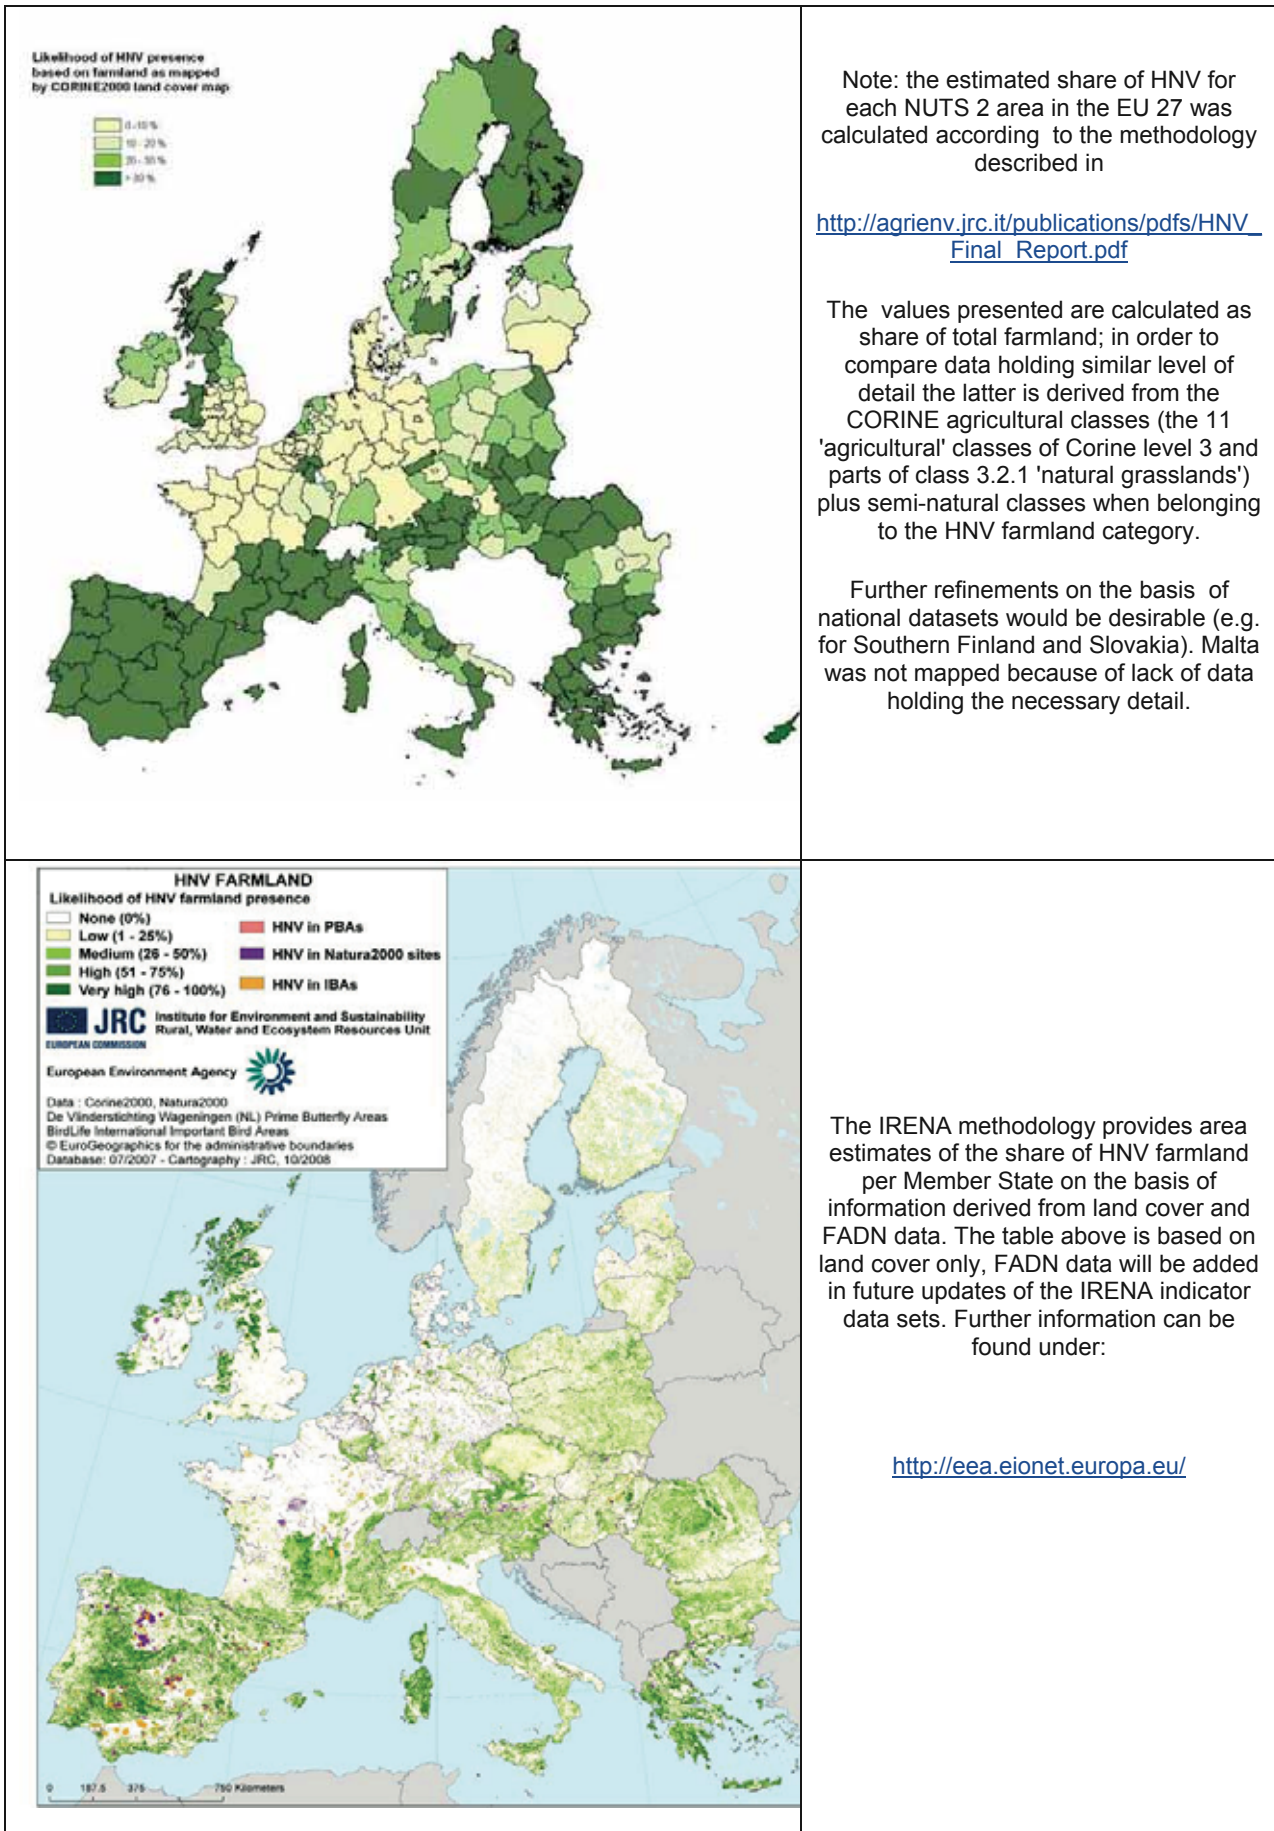 Likelihood of HNV presence
based on farmland as mapped
by CORINE2000 land cover map
0-10 %
10 - 20 %
Note: the estimated share of HNV for
each NUTS 2 area in the EU 27 was
calculated according to the methodology
described in
http://agrienv.jrc.it/publications/pdfs/HNV_
Final_Report.pdf
The values presented are calculated as
share of total farmland; in order to
compare data holding similar level of
detail the latter is derived from the
CORINE agricultural classes (the 11
'agricultural' classes of Corine level 3 and
parts of class 3.2.1 'natural grasslands')
plus semi-natural classes when belonging
to the HNV farmland category.
Further refinements on the basis of
national datasets would be desirable (e.g.
for Southern Finland and Slovakia). Malta
was not mapped because of lack of data
holding the necessary detail.
HNV FARMLAND
Likelihood of HNV farmland presence
None (0%)
Low (1 - 25%)
Medium (26 - 50%)
High (51 - 75%)
Very high (76 - 100%)
HNV in PBAs
HNV in Natura2000 sites
HNV in IBAs
JRC
EUROPEAN COMMISSION
Institute for Environment and Sustainability
Rural, Water and Ecosystem Resources Unit
European Environment Agency
Data : Corine2000, Natura2000
De Vlinderstichting Wageningen (NL) Prime Butterfly Areas
BirdLife International Important Bird Areas
© EuroGeographics for the administrative boundaries
Database: 07/2007 - Cartography : JRC, 10/2008
0 187.5 375 750 Kilometers
The IRENA methodology provides area
estimates of the share of HNV farmland
per Member State on the basis of
information derived from land cover and
FADN data. The table above is based on
land cover only, FADN data will be added
in future updates of the IRENA indicator
data sets. Further information can be
found under:
http://eea.eionet.europa.eu/